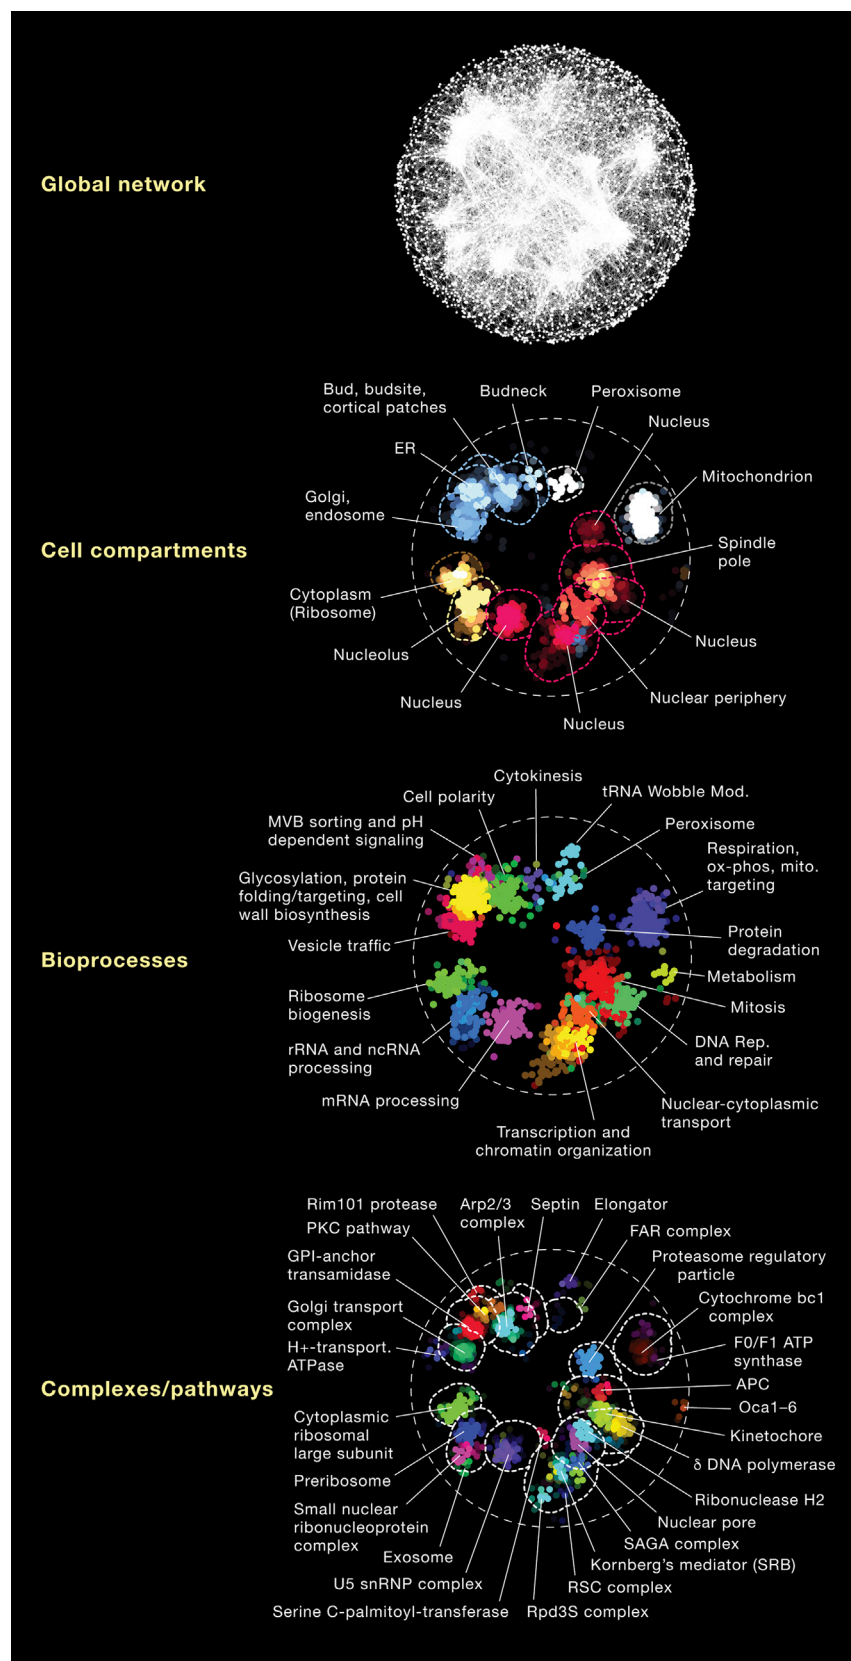 Global network
Bud, budsite,
cortical patches
Budneck
Peroxisome
Nucleus
ER
Mitochondrion
Golgi,
endosome
Cell compartments
Spindle
pole
Cytoplasm
(Ribosome)
Nucleolus
Nucleus
Nucleus
Nuclear periphery
Nucleus
Cytokinesis
tRNA Wobble Mod.
Cell polarity
MVB sorting and pH
dependent signaling
Peroxisome
Respiration,
ox-phos, mito.
targeting
Glycosylation, protein
folding/targeting, cell
wall biosynthesis
Vesicle traffic
Protein
degradation
Bioprocesses
Metabolism
Ribosome
biogenesis
Mitosis
rRNA and ncRNA
processing
DNA Rep.
and repair
mRNA processing
Nuclear-cytoplasmic
transport
Transcription and
chromatin organization
Rim101 protease
Arp2/3
complex
Septin
Elongator
PKC pathway
FAR complex
GPI-anchor
transamidase
Proteasome regulatory
particle
Golgi transport
complex
Cytochrome bc1
complex
H+-transport.
ATPase
F0/F1 ATP
synthase
Complexes/pathways
APC
Oca1–6
Cytoplasmic
ribosomal
large subunit
Kinetochore
δ DNA polymerase
Preribosome
Ribonuclease H2
Small nuclear
ribonucleoprotein
complex
Nuclear pore
SAGA complex
Exosome
Kornberg's mediator (SRB)
U5 snRNP complex
RSC complex
Serine C-palmitoyl-transferase
Rpd3S complex